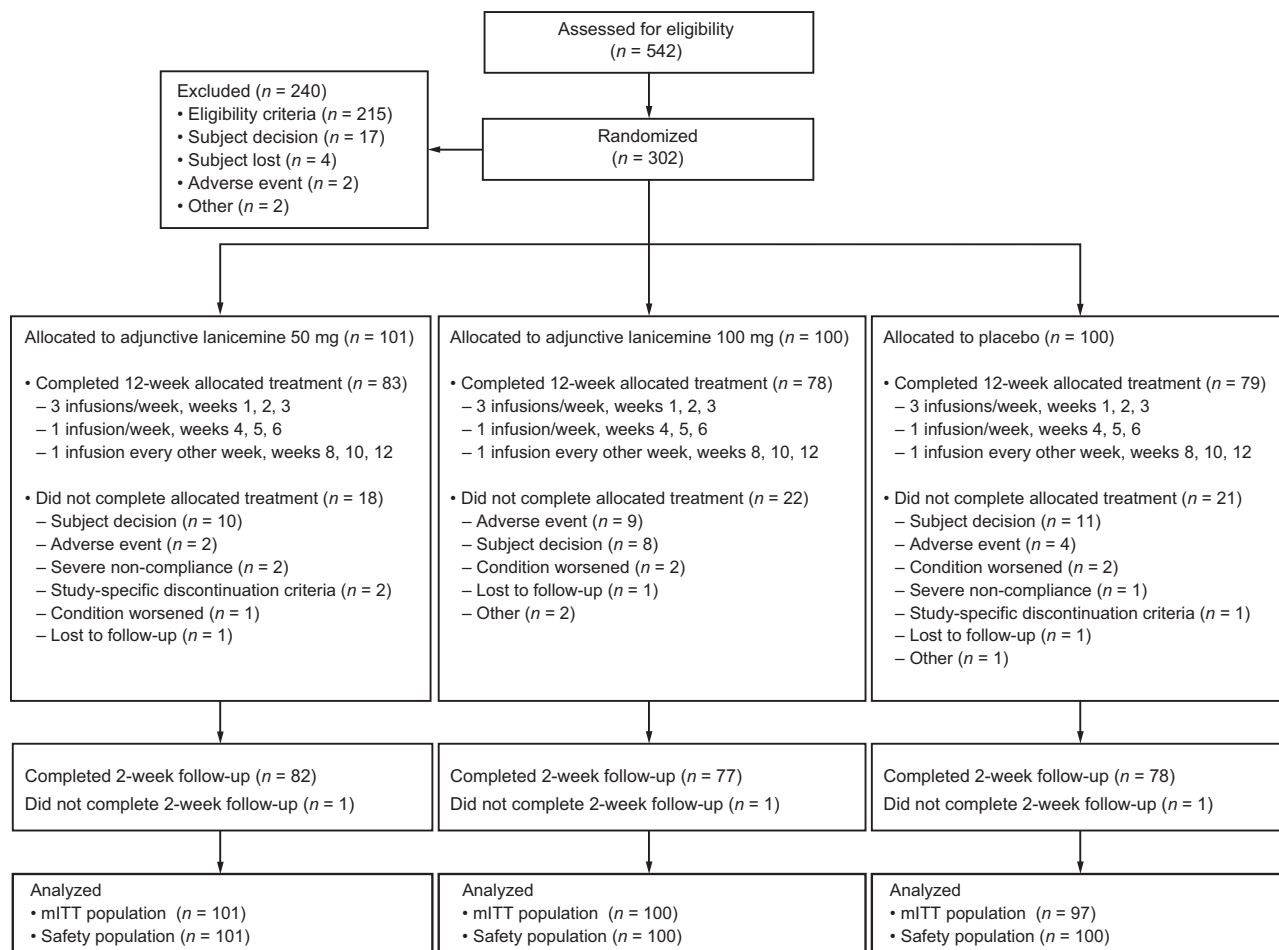 Assessed for eligibility
(n = 542)
Excluded (n = 240)
• Eligibility criteria (n = 215)
• Subject decision (n = 17)
• Subject lost (n = 4)
• Adverse event (n = 2)
• Other (n = 2)
Randomized
(n = 302)
Allocated to adjunctive lanicemine 50 mg (n = 101)
• Completed 12-week allocated treatment (n = 83)
– 3 infusions/week, weeks 1, 2, 3
– 1 infusion/week, weeks 4, 5, 6
– 1 infusion every other week, weeks 8, 10, 12
• Did not complete allocated treatment (n = 18)
– Subject decision (n = 10)
– Adverse event (n = 2)
– Severe non-compliance (n = 2)
– Study-specific discontinuation criteria (n = 2)
– Condition worsened (n = 1)
– Lost to follow-up (n = 1)
Allocated to adjunctive lanicemine 100 mg (n = 100)
• Completed 12-week allocated treatment (n = 78)
– 3 infusions/week, weeks 1, 2, 3
– 1 infusion/week, weeks 4, 5, 6
– 1 infusion every other week, weeks 8, 10, 12
• Did not complete allocated treatment (n = 22)
– Adverse event (n = 9)
– Subject decision (n = 8)
– Condition worsened (n = 2)
– Lost to follow-up (n = 1)
– Other (n = 2)
Allocated to placebo (n = 100)
• Completed 12-week allocated treatment (n = 79)
– 3 infusions/week, weeks 1, 2, 3
– 1 infusion/week, weeks 4, 5, 6
– 1 infusion every other week, weeks 8, 10, 12
• Did not complete allocated treatment (n = 21)
– Subject decision (n = 11)
– Adverse event (n = 4)
– Condition worsened (n = 2)
– Severe non-compliance (n = 1)
– Study-specific discontinuation criteria (n = 1)
– Lost to follow-up (n = 1)
– Other (n = 1)
Completed 2-week follow-up (n = 82)
Did not complete 2-week follow-up (n = 1)
Completed 2-week follow-up (n = 77)
Did not complete 2-week follow-up (n = 1)
Completed 2-week follow-up (n = 78)
Did not complete 2-week follow-up (n = 1)
Analyzed
• mITT population (n = 101)
• Safety population (n = 101)
Analyzed
• mITT population (n = 100)
• Safety population (n = 100)
Analyzed
• mITT population (n = 97)
• Safety population (n = 100)